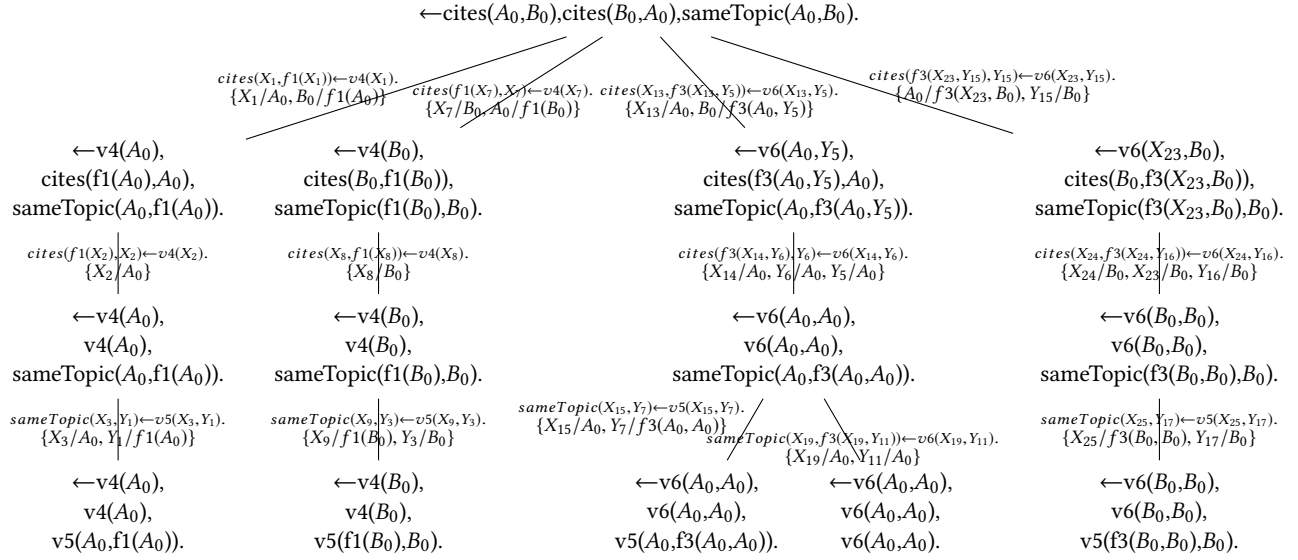 ←cites(A₀,B₀),cites(B₀,A₀),sameTopic(A₀,B₀).
cites(X₁,f1(X₁))←v4(X₁).
{X₁/A₀, B₀/f1(A₀)}
cites(f1(X₇),X₇)←v4(X₇).
{X₇/B₀, A₀/f1(B₀)}
cites(X₁₃,f3(X₁₃,Y₅))←v6(X₁₃,Y₅).
{X₁₃/A₀, B₀/f3(A₀, Y₅)}
cites(f3(X₂₃,Y₁₅),Y₁₅)←v6(X₂₃,Y₁₅).
{A₀/f3(X₂₃, B₀), Y₁₅/B₀}
←v4(A₀),
cites(f1(A₀),A₀),
sameTopic(A₀,f1(A₀)).
←v4(B₀),
cites(B₀,f1(B₀)),
sameTopic(f1(B₀),B₀).
←v6(A₀,Y₅),
cites(f3(A₀,Y₅),A₀),
sameTopic(A₀,f3(A₀,Y₅)).
←v6(X₂₃,B₀),
cites(B₀,f3(X₂₃,B₀)),
sameTopic(f3(X₂₃,B₀),B₀).
cites(f1(X₂),X₂)←v4(X₂).
{X₂/A₀}
cites(X₈,f1(X₈))←v4(X₈).
{X₈/B₀}
cites(f3(X₁₄,Y₆),Y₆)←v6(X₁₄,Y₆).
{X₁₄/A₀, Y₆/A₀, Y₅/A₀}
cites(X₂₄,f3(X₂₄,Y₁₆))←v6(X₂₄,Y₁₆).
{X₂₄/B₀, X₂₃/B₀, Y₁₆/B₀}
←v4(A₀),
v4(A₀),
sameTopic(A₀,f1(A₀)).
←v4(B₀),
v4(B₀),
sameTopic(f1(B₀),B₀).
←v6(A₀,A₀),
v6(A₀,A₀),
sameTopic(A₀,f3(A₀,A₀)).
←v6(B₀,B₀),
v6(B₀,B₀),
sameTopic(f3(B₀,B₀),B₀).
sameTopic(X₃,Y₁)←v5(X₃,Y₁).
{X₃/A₀, Y₁/f1(A₀)}
sameTopic(X₉,Y₃)←v5(X₉,Y₃).
{X₉/f1(B₀), Y₃/B₀}
sameTopic(X₁₅,Y₇)←v5(X₁₅,Y₇).
{X₁₅/A₀, Y₇/f3(A₀, A₀)}
sameTopic(X₁₉,f3(X₁₉,Y₁₁))←v6(X₁₉,Y₁₁).
{X₁₉/A₀, Y₁₁/A₀}
sameTopic(X₂₅,Y₁₇)←v5(X₂₅,Y₁₇).
{X₂₅/f3(B₀, B₀), Y₁₇/B₀}
←v4(A₀),
v4(A₀),
v5(A₀,f1(A₀)).
←v4(B₀),
v4(B₀),
v5(f1(B₀),B₀).
←v6(A₀,A₀),
v6(A₀,A₀),
v5(A₀,f3(A₀,A₀)).
←v6(A₀,A₀),
v6(A₀,A₀),
v6(A₀,A₀).
←v6(B₀,B₀),
v6(B₀,B₀),
v5(f3(B₀,B₀),B₀).